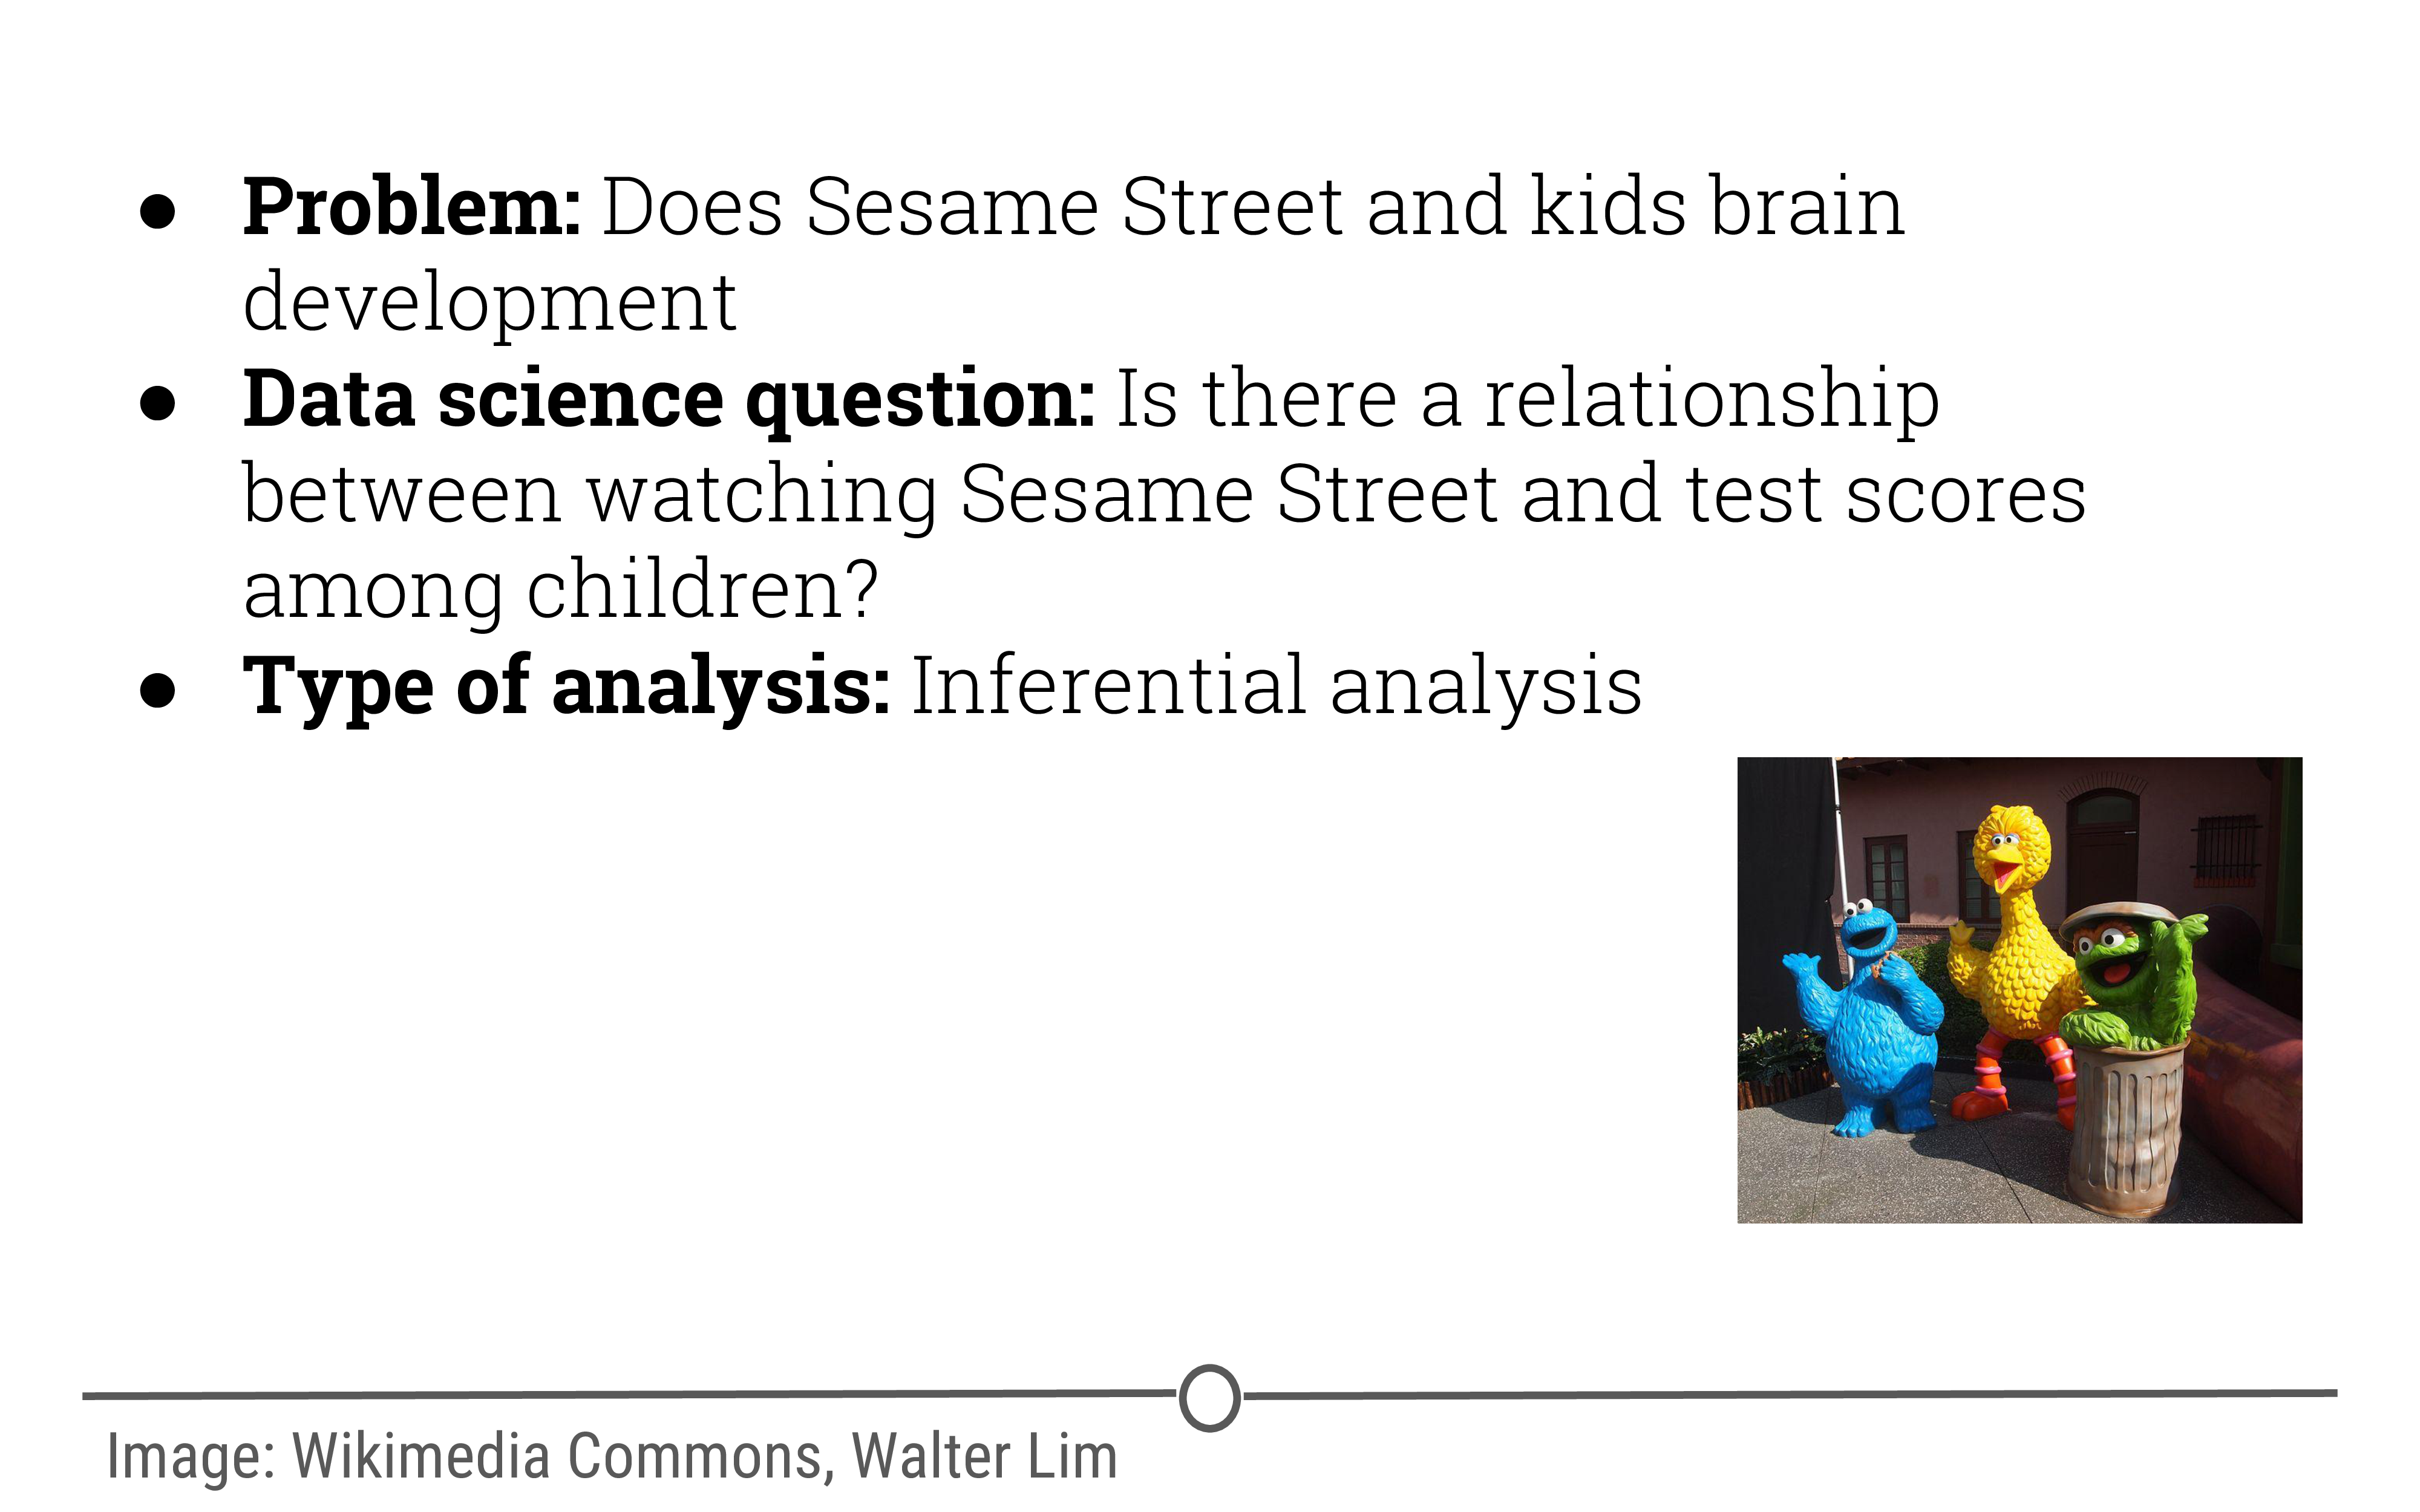 ● Problem: Does Sesame Street and kids brain
development
● Data science question: Is there a relationship
between watching Sesame Street and test scores
among children?
● Type of analysis: Inferential analysis
Image: Wikimedia Commons, Walter Lim